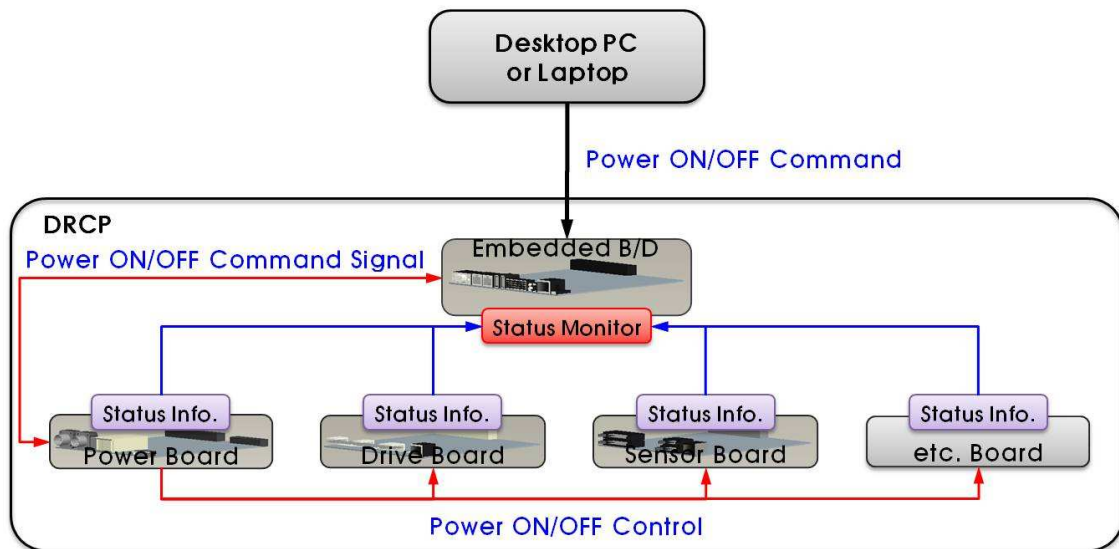 Desktop PC
or Laptop
Power ON/OFF Command
DRCP
Embedded B/D
Power ON/OFF Command Signal
Status Monitor
Status Info.
Status Info.
Status Info.
Status Info.
Power Board
Drive Board
Sensor Board
etc. Board
Power ON/OFF Control